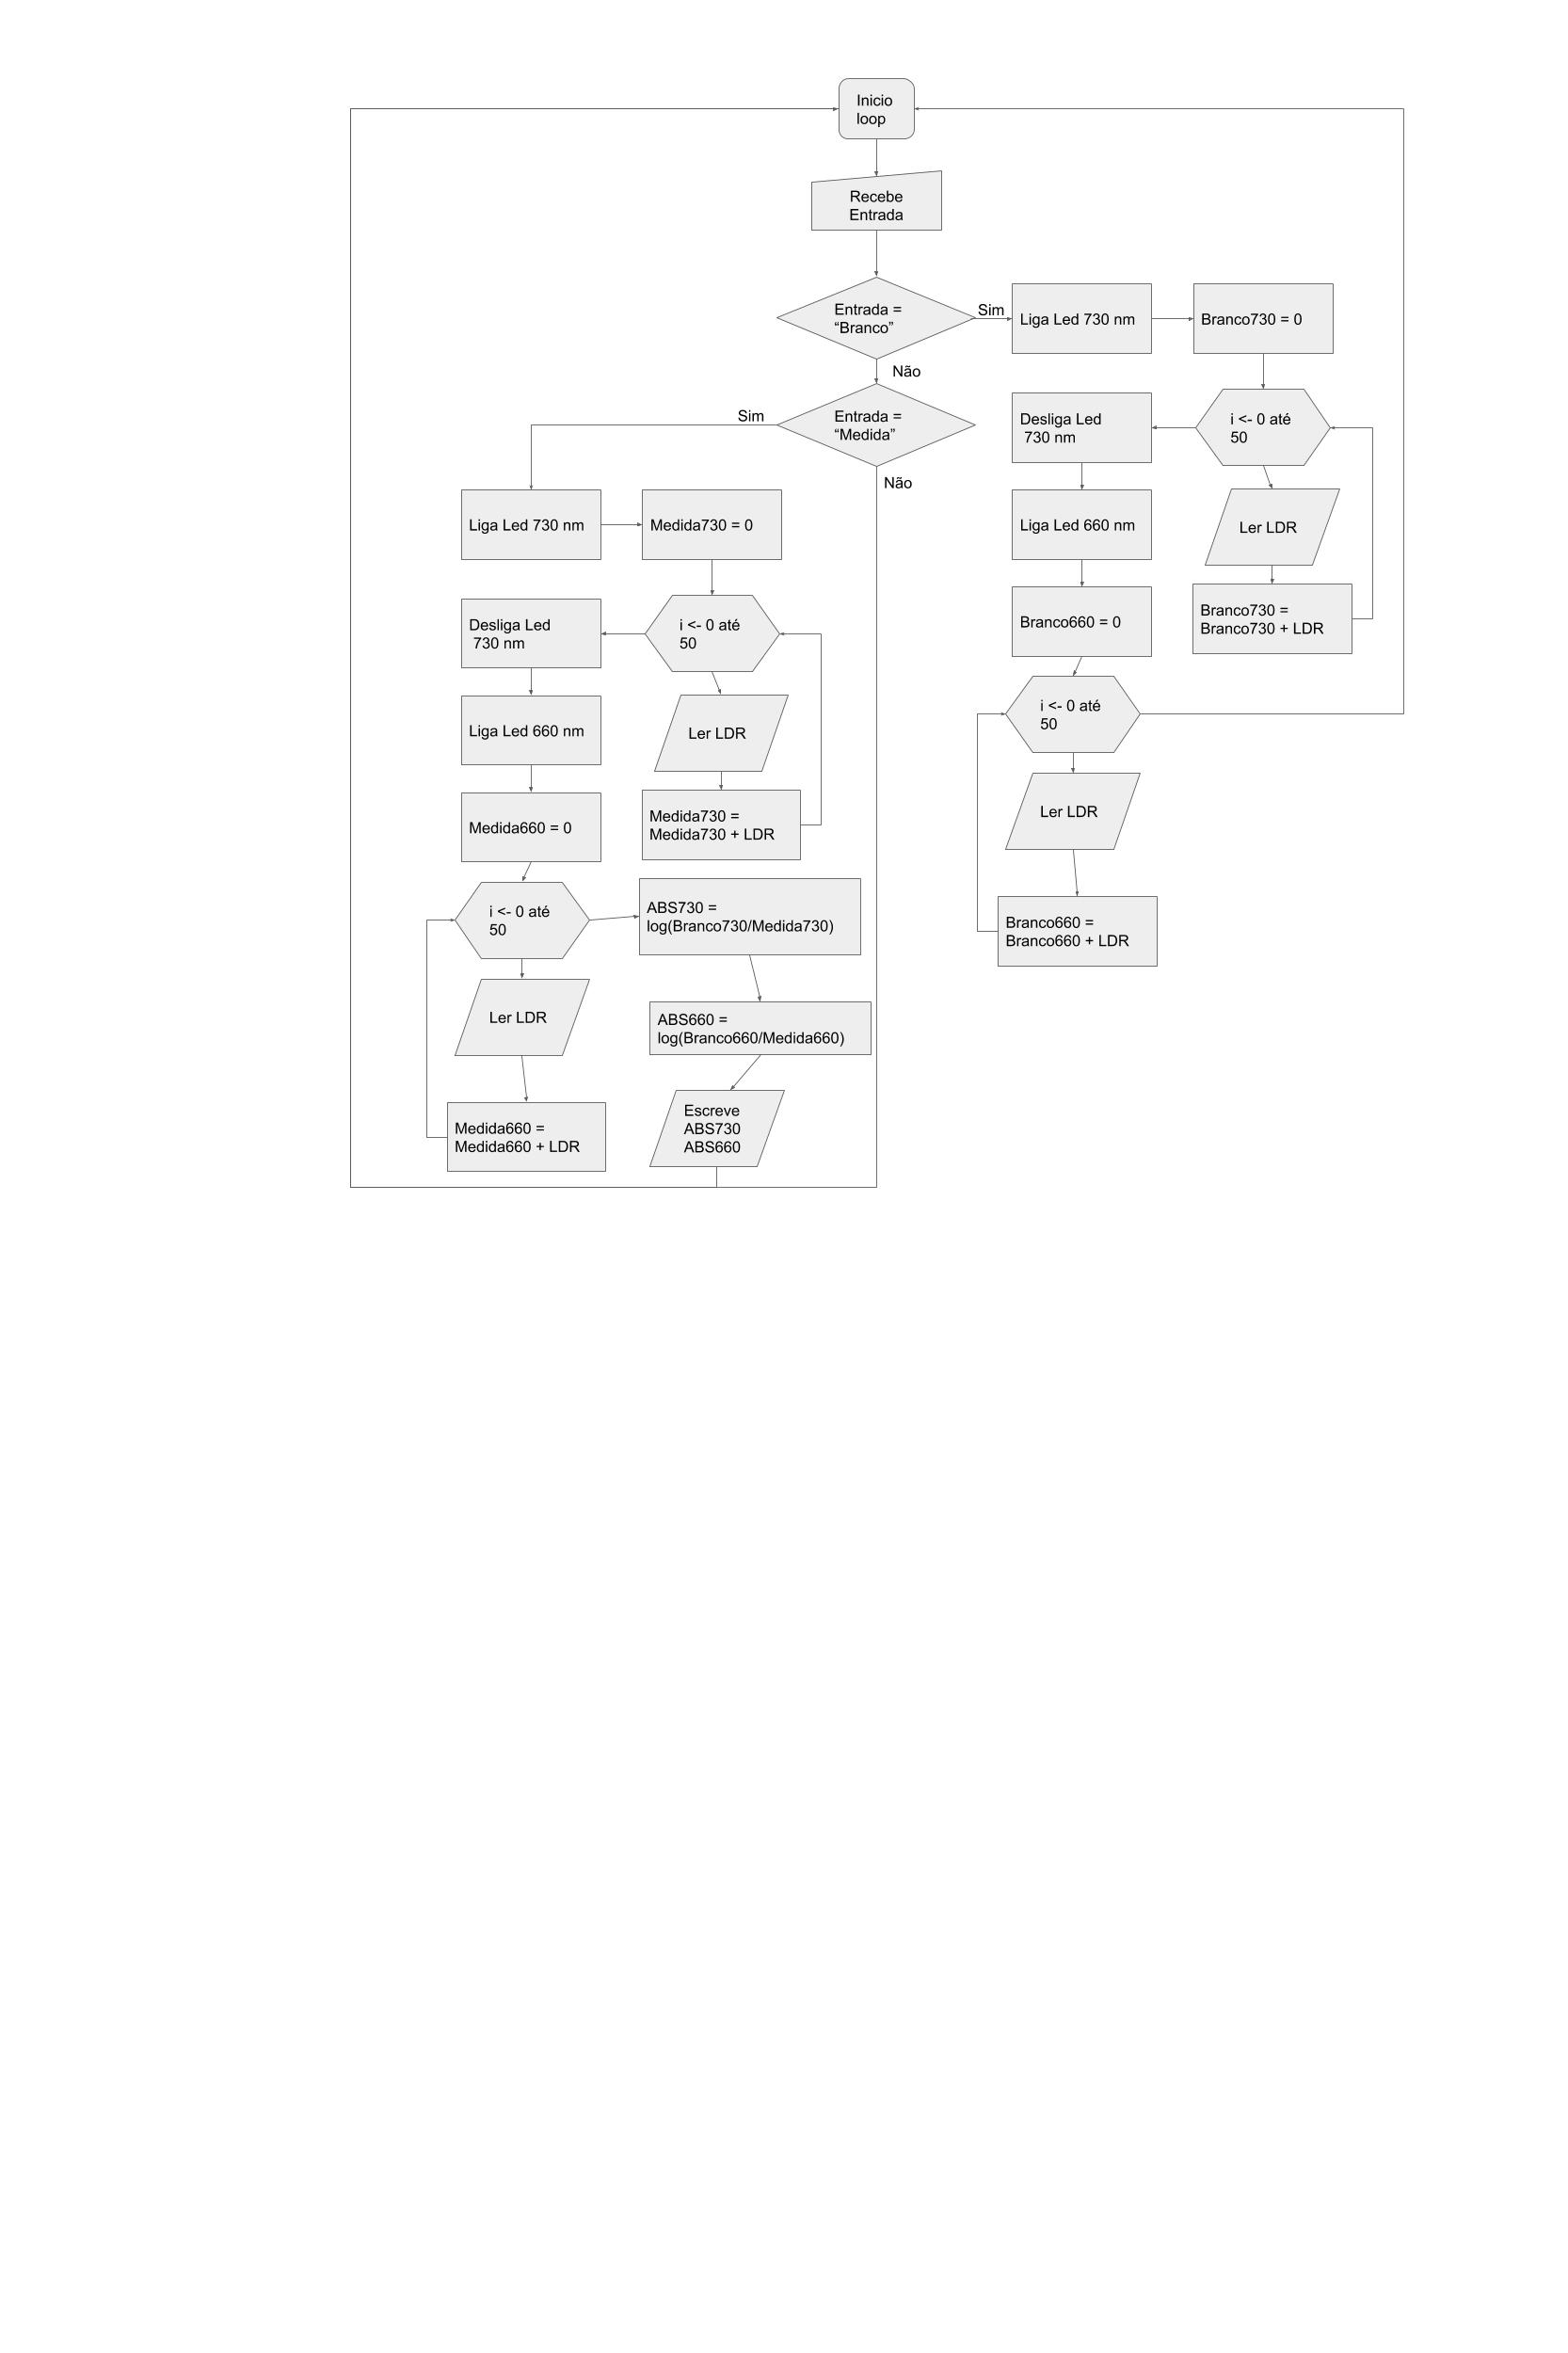 Inicio
loop
Recebe
Entrada
Entrada =
“Branco”
Sim
Liga Led 730 nm
Branco730 = 0
Não
Entrada =
“Medida”
Sim
Não
Desliga Led
730 nm
i <- 0 até
50
Liga Led 660 nm
Ler LDR
Branco660 = 0
Branco730 =
Branco730 + LDR
i <- 0 até
50
Ler LDR
Branco660 =
Branco660 + LDR
Liga Led 730 nm
Medida730 = 0
Desliga Led
730 nm
i <- 0 até
50
Liga Led 660 nm
Ler LDR
Medida660 = 0
Medida730 =
Medida730 + LDR
i <- 0 até
50
ABS730 =
log(Branco730/Medida730)
Ler LDR
ABS660 =
log(Branco660/Medida660)
Medida660 =
Medida660 + LDR
Escreve
ABS730
ABS660